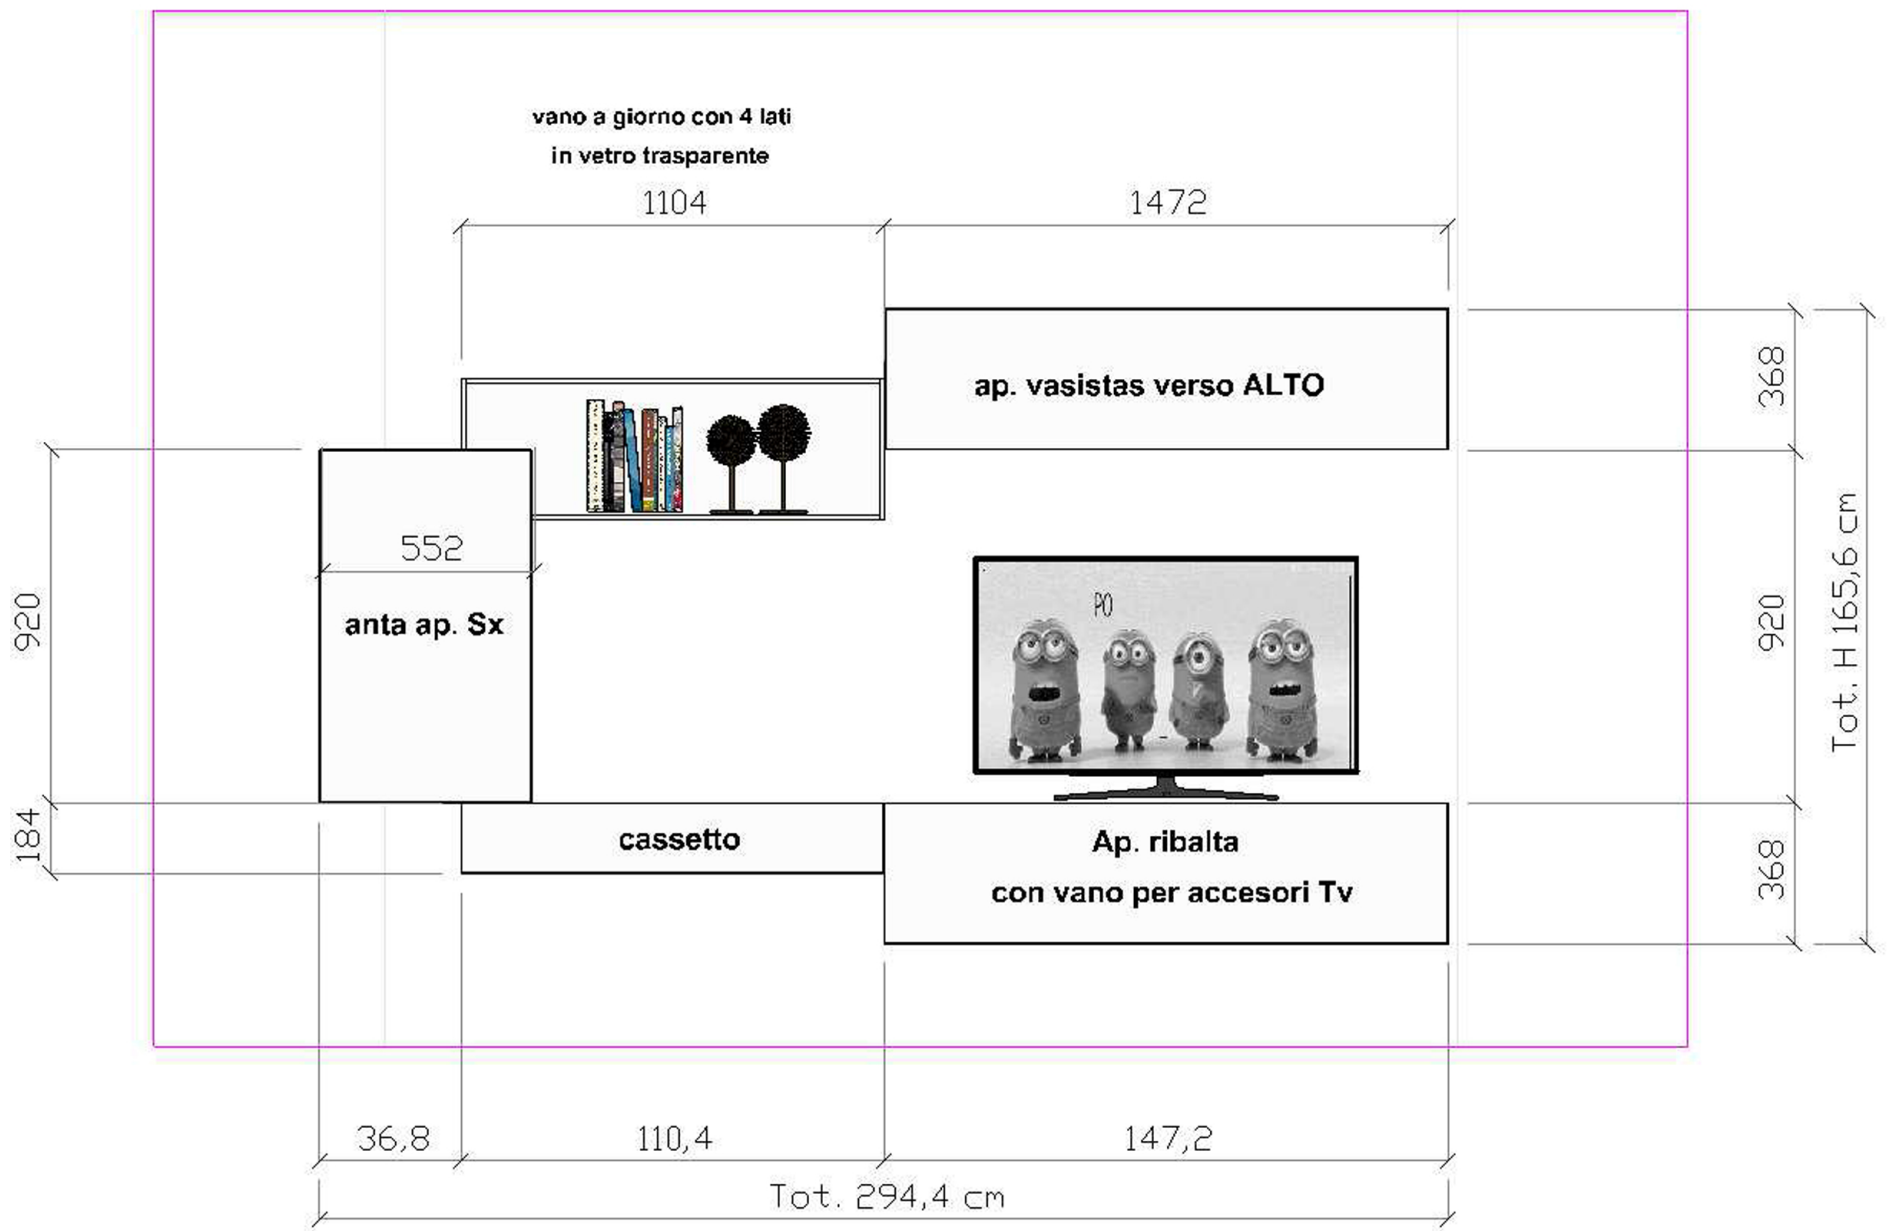 vano a giorno con 4 lati
in vetro trasparente
1104
1472
ap. vasistas verso ALTO
368
552
anta ap. Sx
920
PO
920
Tot. H 165,6 cm
184
cassetto
Ap. ribalta
con vano per accesori Tv
368
36,8
110,4
147,2
Tot. 294,4 cm